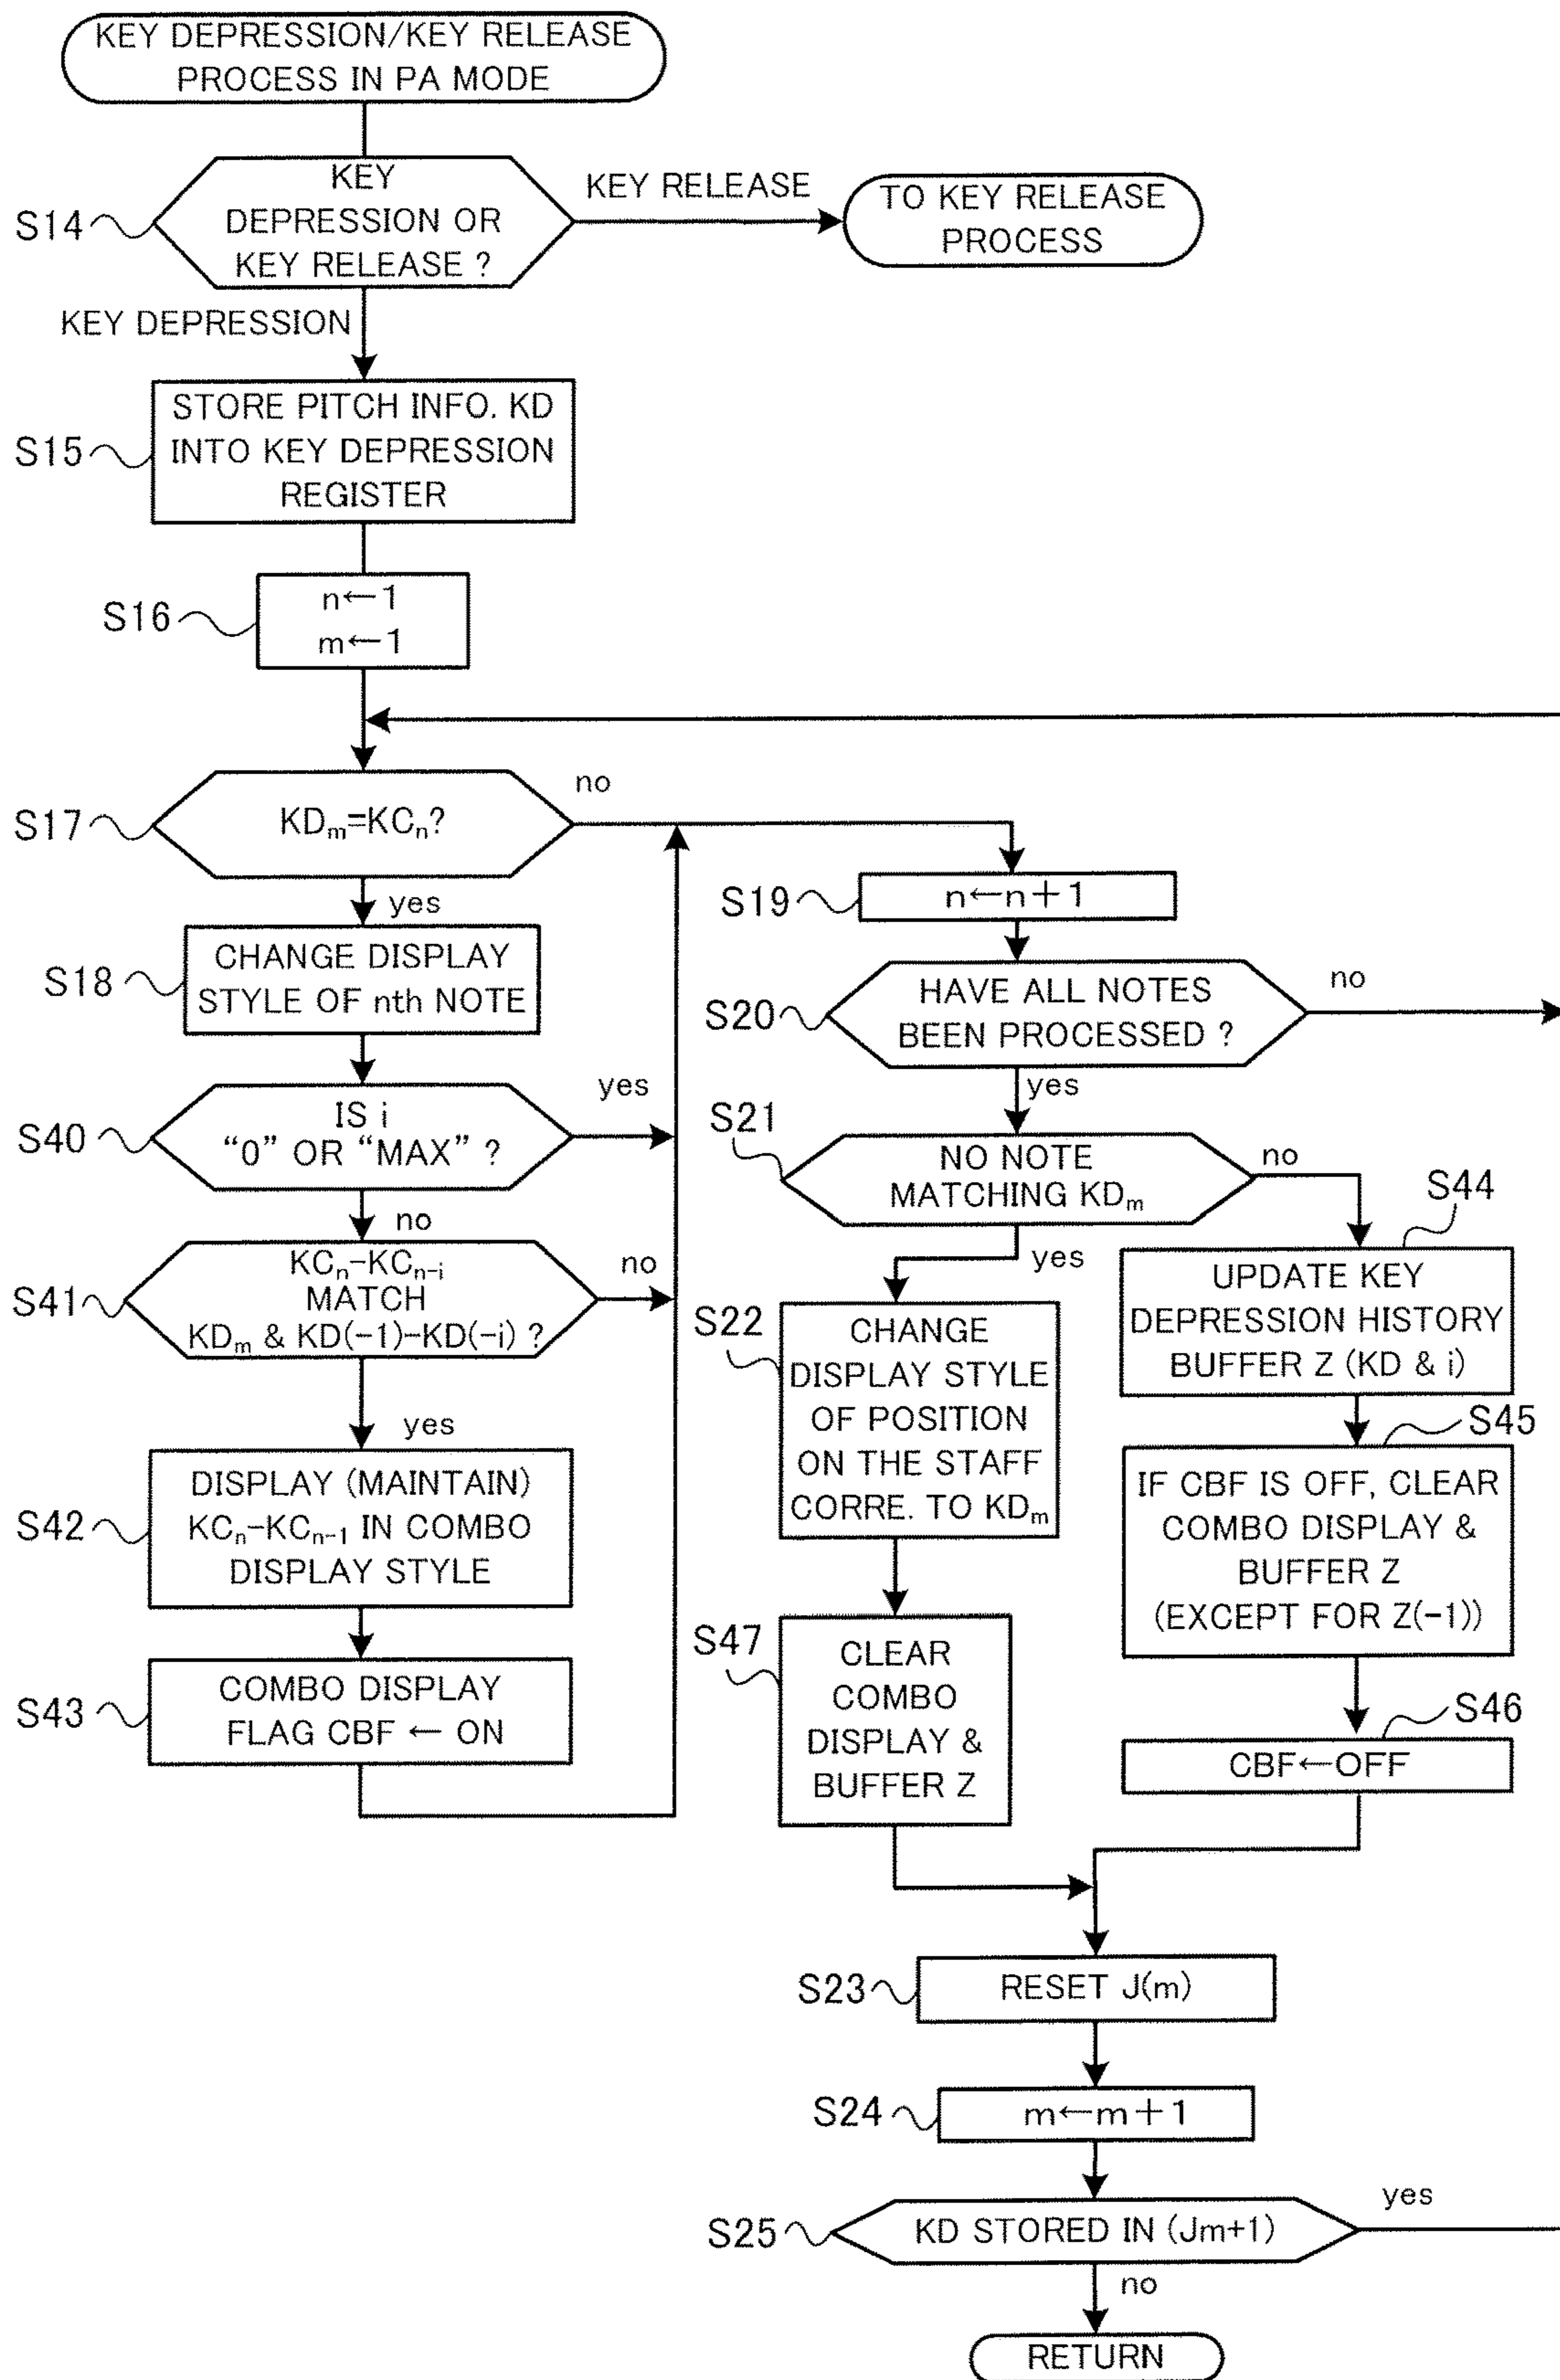 KEY DEPRESSION/KEY RELEASE
PROCESS IN PA MODE
S14
KEY
DEPRESSION OR
KEY RELEASE ?
KEY RELEASE
TO KEY RELEASE
PROCESS
KEY DEPRESSION
S15
STORE PITCH INFO. KD
INTO KEY DEPRESSION
REGISTER
S16
n←1
m←1
S17
KDm=KCn?
no
yes
S18
CHANGE DISPLAY
STYLE OF nth NOTE
S40
IS i
“0” OR “MAX” ?
yes
no
S41
KCn−KCn−i
MATCH
KDm & KD(−1)−KD(−i) ?
no
yes
S42
DISPLAY (MAINTAIN)
KCn−KCn−1 IN COMBO
DISPLAY STYLE
S43
COMBO DISPLAY
FLAG CBF ← ON
S19
n←n+1
S20
HAVE ALL NOTES
BEEN PROCESSED ?
no
yes
S21
NO NOTE
MATCHING KDm
no
yes
S22
CHANGE
DISPLAY STYLE
OF POSITION
ON THE STAFF
CORRE. TO KDm
S47
CLEAR
COMBO
DISPLAY &
BUFFER Z
S44
UPDATE KEY
DEPRESSION HISTORY
BUFFER Z (KD & i)
S45
IF CBF IS OFF, CLEAR
COMBO DISPLAY &
BUFFER Z
(EXCEPT FOR Z(−1))
S46
CBF←OFF
S23
RESET J(m)
S24
m←m+1
S25
KD STORED IN (Jm+1)
yes
no
RETURN